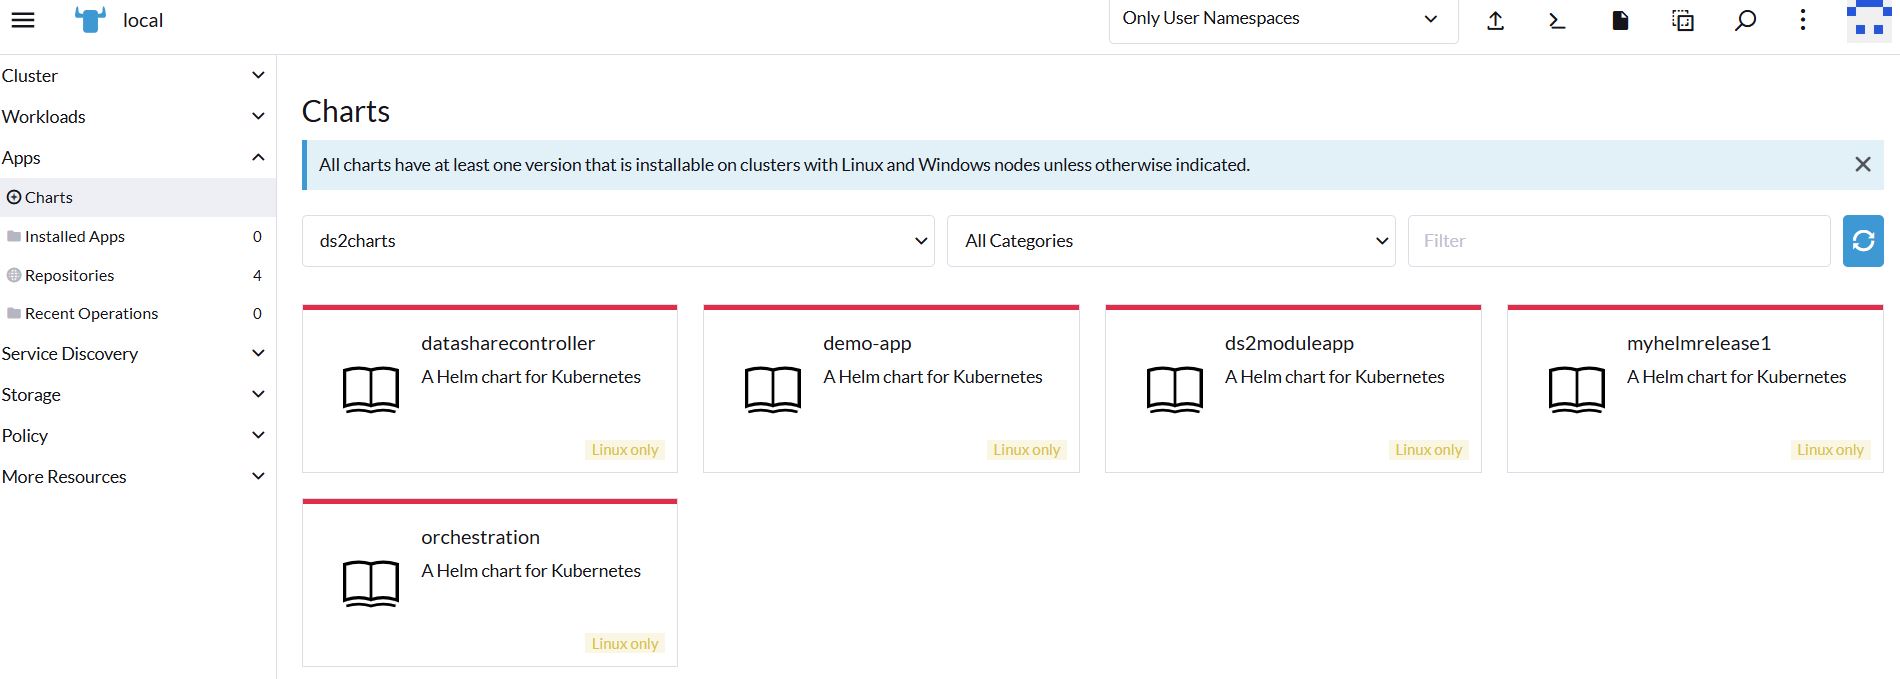 local
Only User Namespaces
Cluster
Workloads
Apps
Charts
Installed Apps 0
Repositories 4
Recent Operations 0
Service Discovery
Storage
Policy
More Resources
Charts
All charts have at least one version that is installable on clusters with Linux and Windows nodes unless otherwise indicated.
ds2charts
All Categories
Filter
datasharecontroller
A Helm chart for Kubernetes
Linux only
demo-app
A Helm chart for Kubernetes
Linux only
ds2moduleapp
A Helm chart for Kubernetes
Linux only
myhelmrelease1
A Helm chart for Kubernetes
Linux only
orchestration
A Helm chart for Kubernetes
Linux only